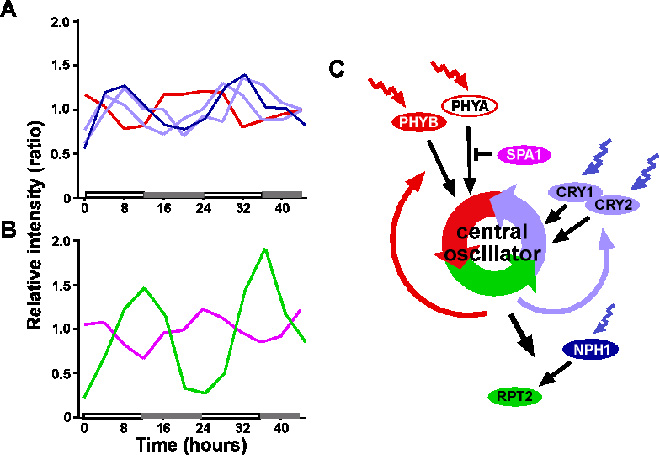 A
2.0
1.5
1.0
0.5
0
0 8 16 24 32 40
B
2.0
1.5
1.0
0.5
0
0 8 16 24 32 40
Time (hours)
Relative intensity (ratio)
C
PHYA
PHYB
SPA1
CRY1
CRY2
central
oscillator
NPH1
RPT2